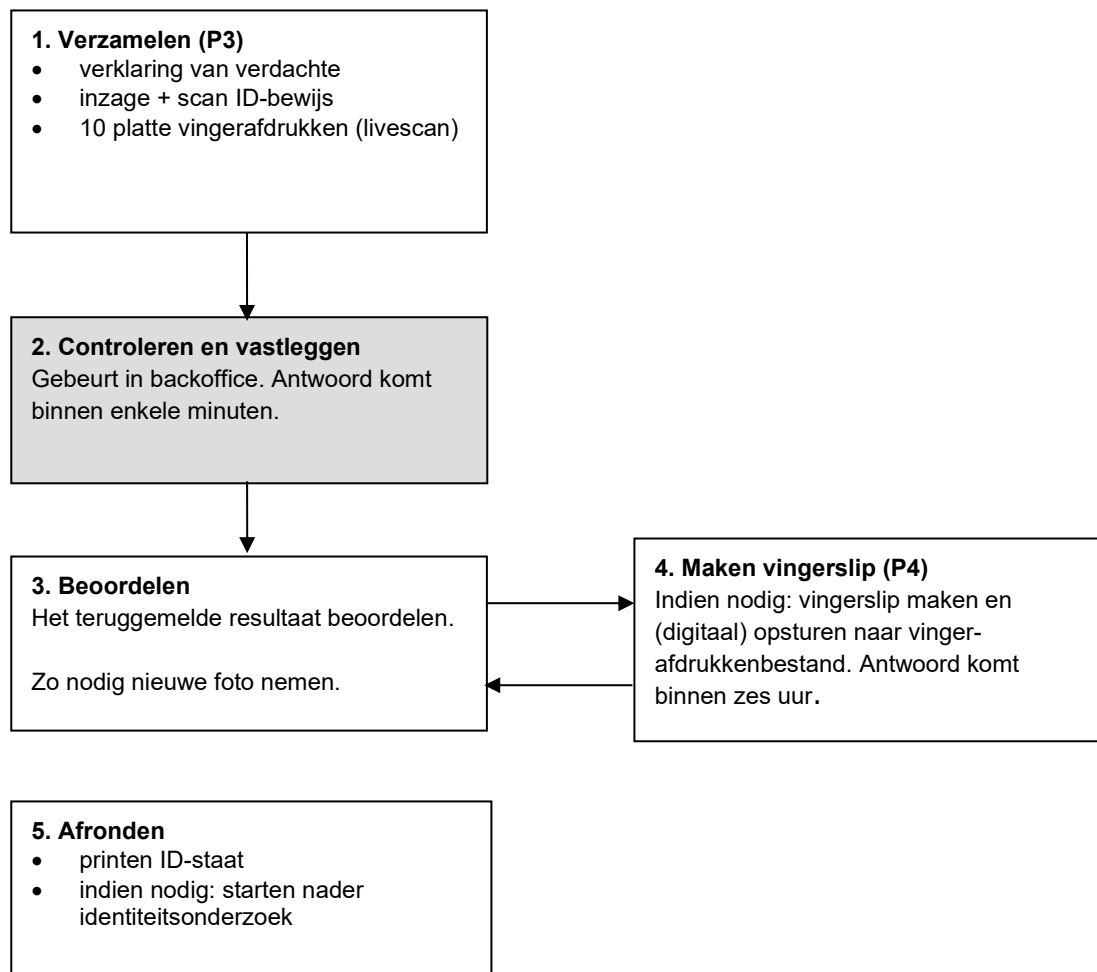 1. Verzamelen (P3)
• verklaring van verdachte
• inzage + scan ID-bewijs
• 10 platte vingerafdrukken (livescan)
2. Controleren en vastleggen
Gebeurt in backoffice. Antwoord komt
binnen enkele minuten.
3. Beoordelen
Het teruggemelde resultaat beoordelen.
Zo nodig nieuwe foto nemen.
4. Maken vingerslip (P4)
Indien nodig: vingerslip maken en
(digitaal) opsturen naar vinger-
afdrukkenbestand. Antwoord komt
binnen zes uur.
5. Afronden
• printen ID-staat
• indien nodig: starten nader
identiteitsonderzoek